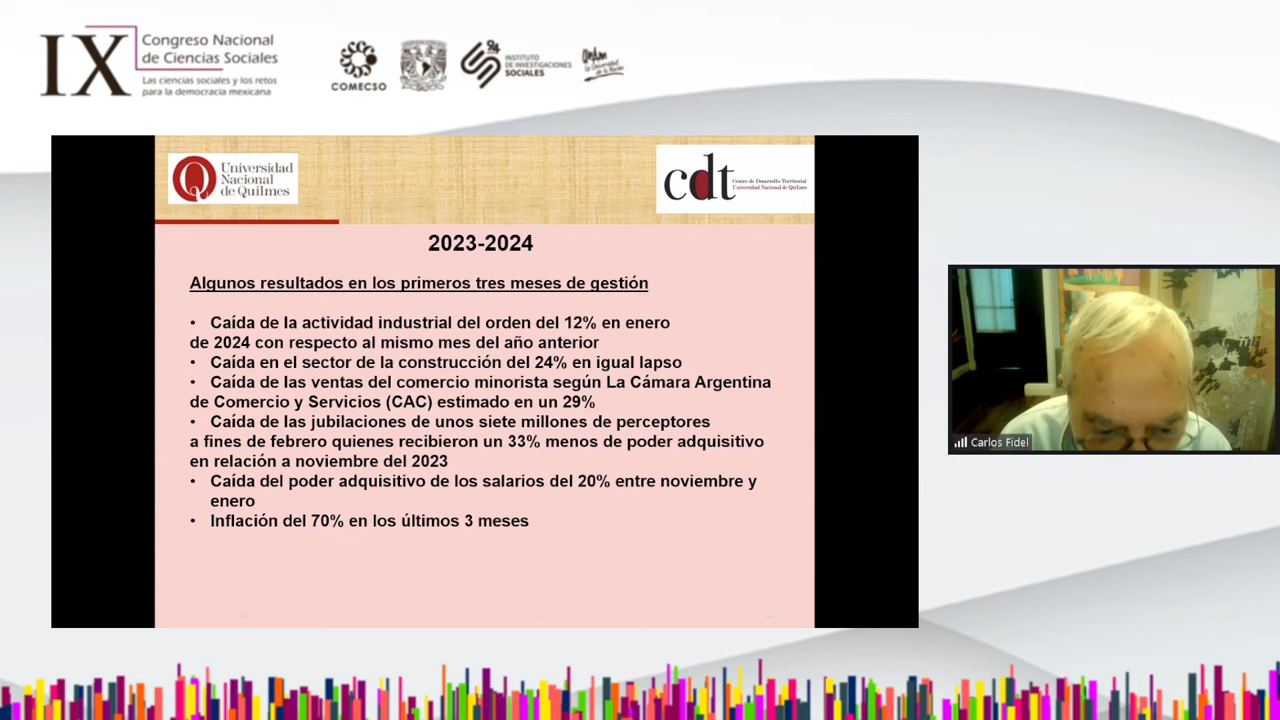 IX
Congreso Nacional
de Ciencias Sociales
Las ciencias sociales y los retos
para la democracia mexicana
COMECSO
INSTITUTO
DE INVESTIGACIONES
SOCIALES
Universidad
Nacional
de Quilmes
cdt
Centro de Desarrollo Territorial
Universidad Nacional de Quilmes
2023-2024
Algunos resultados en los primeros tres meses de gestión
• Caída de la actividad industrial del orden del 12% en enero
de 2024 con respecto al mismo mes del año anterior
• Caída en el sector de la construcción del 24% en igual lapso
• Caída de las ventas del comercio minorista según La Cámara Argentina
de Comercio y Servicios (CAC) estimado en un 29%
• Caída de las jubilaciones de unos siete millones de perceptores
a fines de febrero quienes recibieron un 33% menos de poder adquisitivo
en relación a noviembre del 2023
• Caída del poder adquisitivo de los salarios del 20% entre noviembre y
enero
• Inflación del 70% en los últimos 3 meses
Carlos Fidel